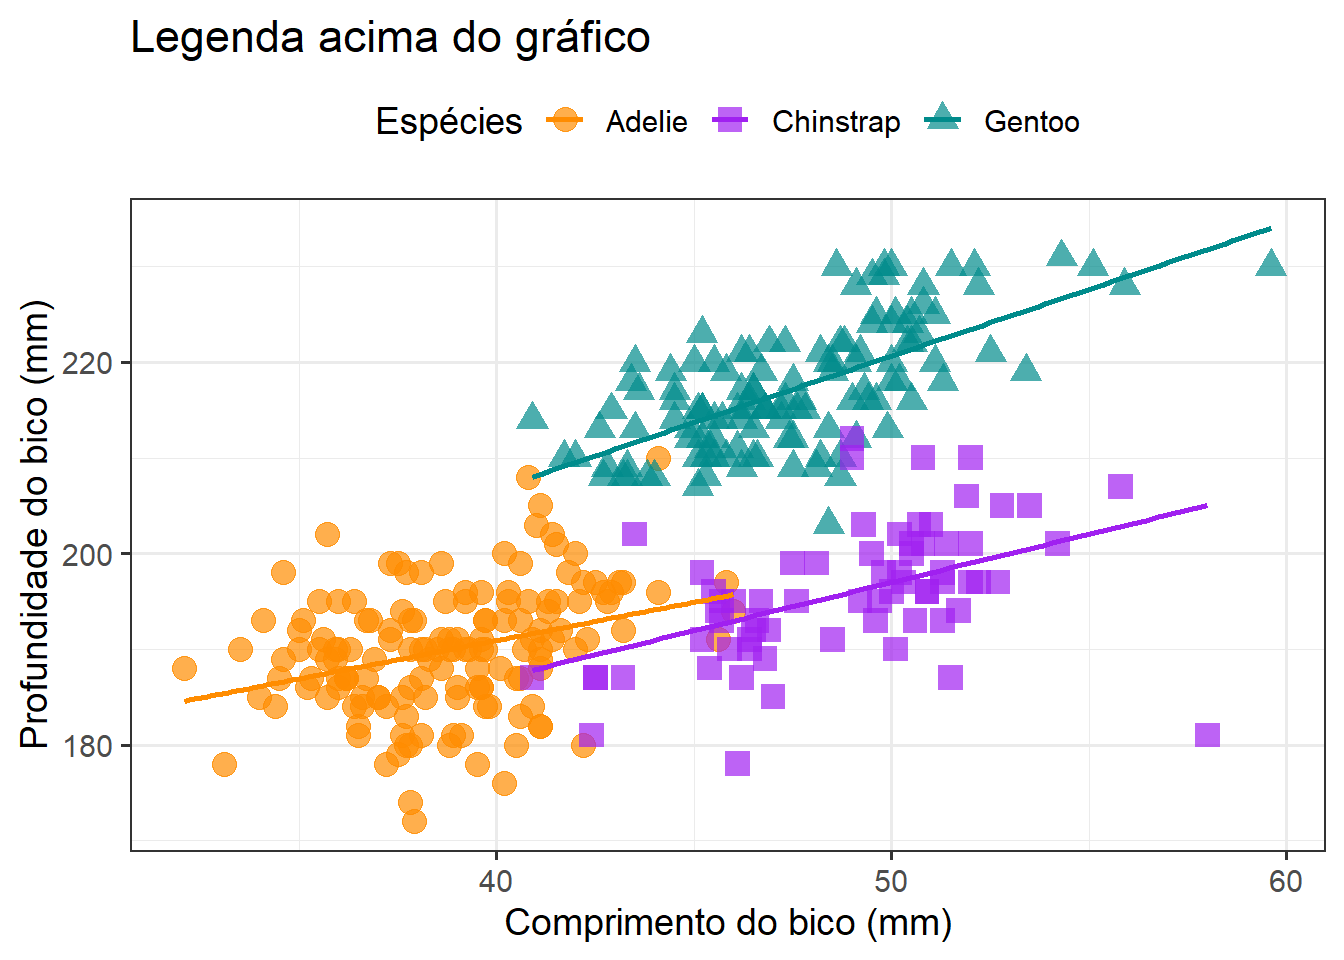 Legenda acima do gráfico
Espécies Adelie Chinstrap Gentoo
Profundidade do bico (mm)
220
200
180
40 50 60
Comprimento do bico (mm)